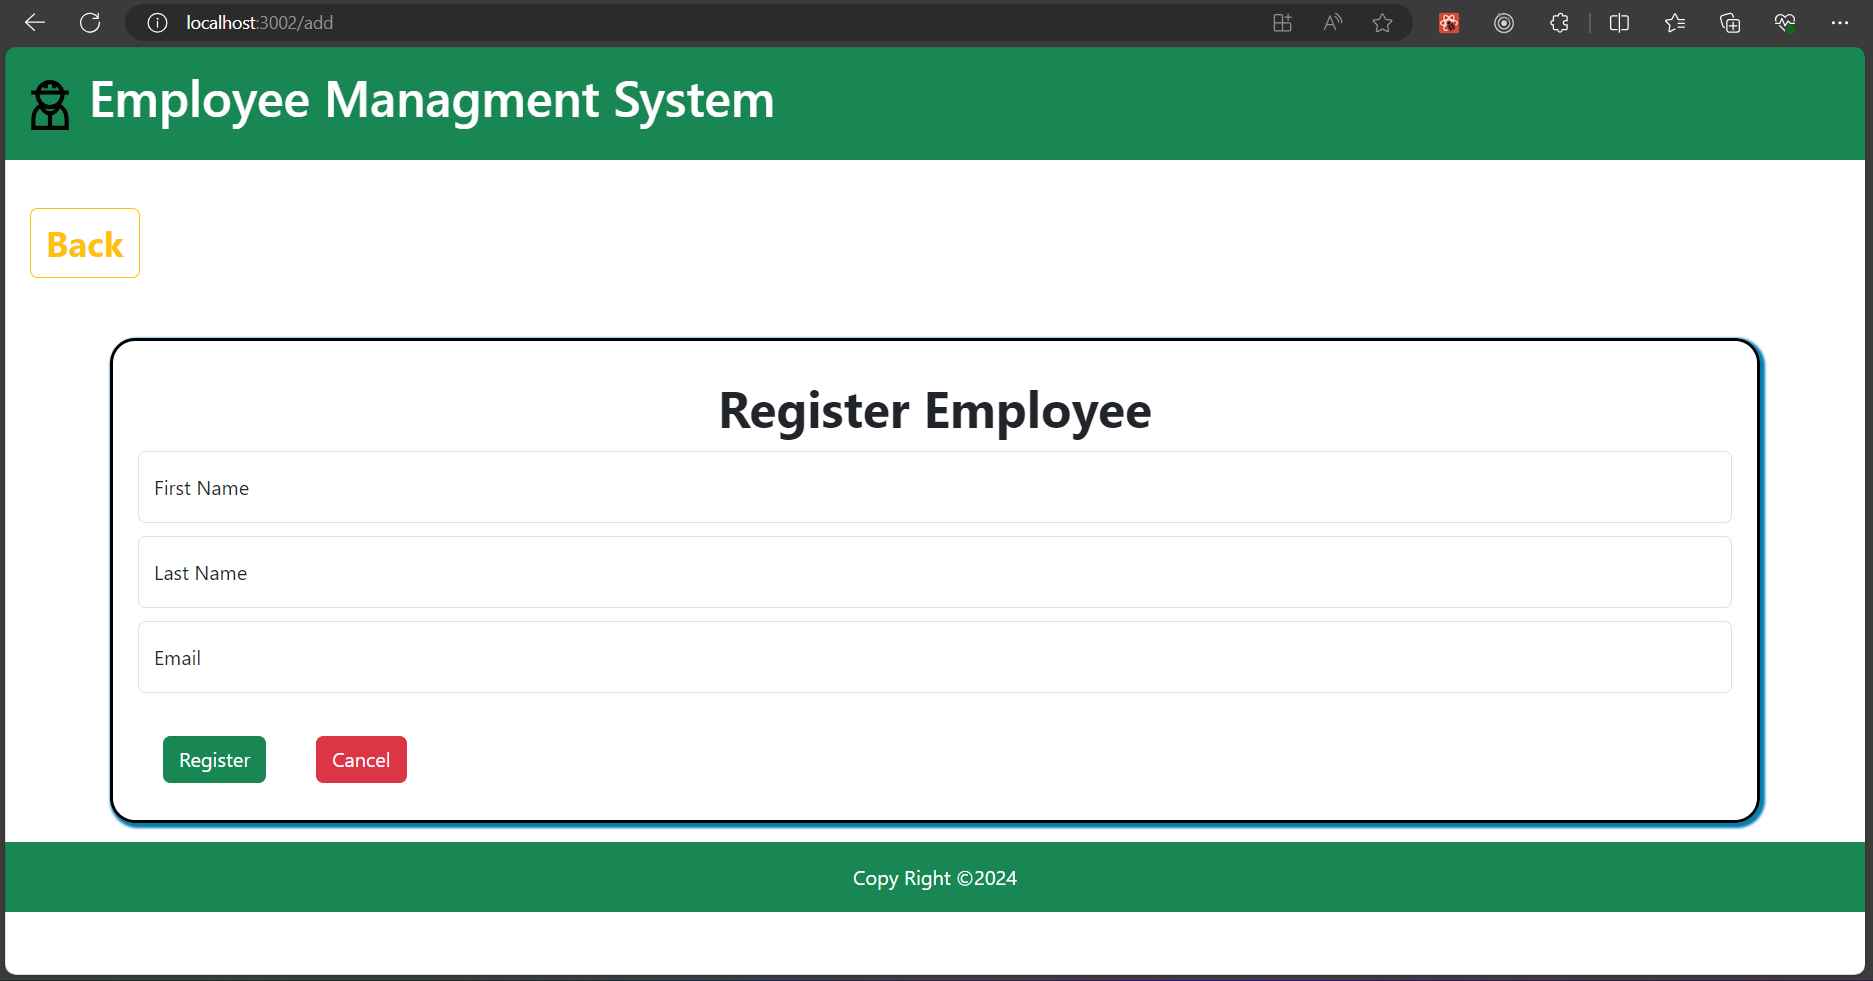 localhost:3002/add
Employee Managment System
Back
Register Employee
First Name
Last Name
Email
Register Cancel
Copy Right ©2024